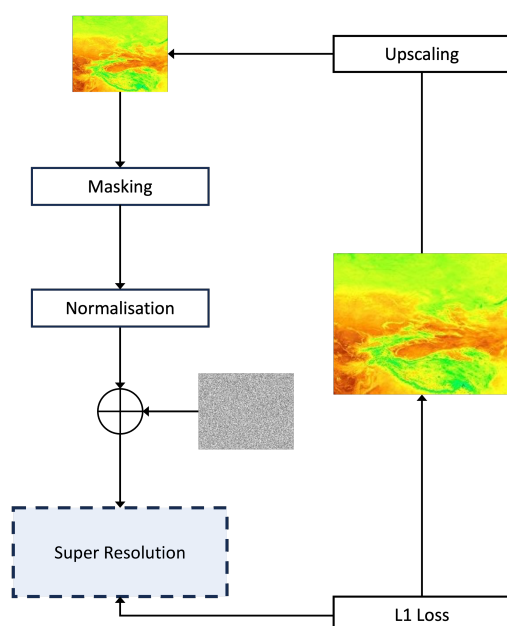 Upscaling
Masking
Normalisation
Super Resolution
L1 Loss